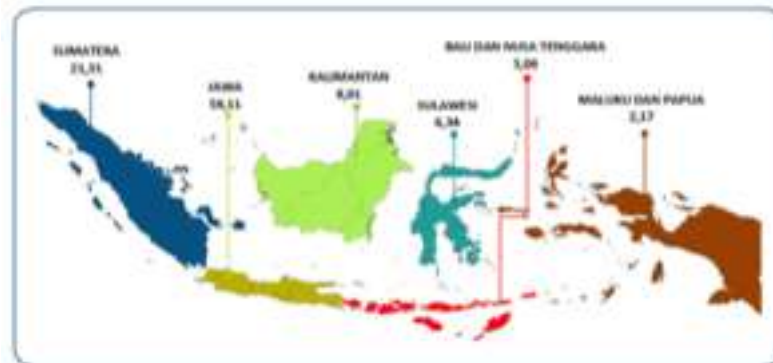 SUMATERA
21,31
JAWA
59,11
KALIMANTAN
8,01
SULAWESI
6,34
BALI DAN NUSA TENGGARA
3,06
MALUKU DAN PAPUA
2,17